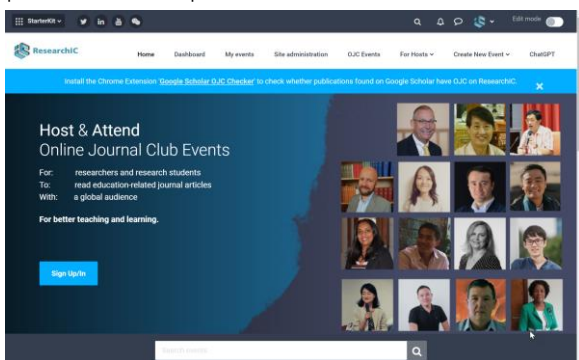 StarterKit
Edit mode
ResearchIC
Home Dashboard My events Site administration OJC Events For Hosts Create New Event ChatGPT
Install the Chrome Extension 'Google Scholar OJC Checker' to check whether publications found on Google Scholar have OJC on ResearchIC.
Host & Attend
Online Journal Club Events
For: researchers and research students
To: read education-related journal articles
With: a global audience
For better teaching and learning.
Sign Up/In
Search events